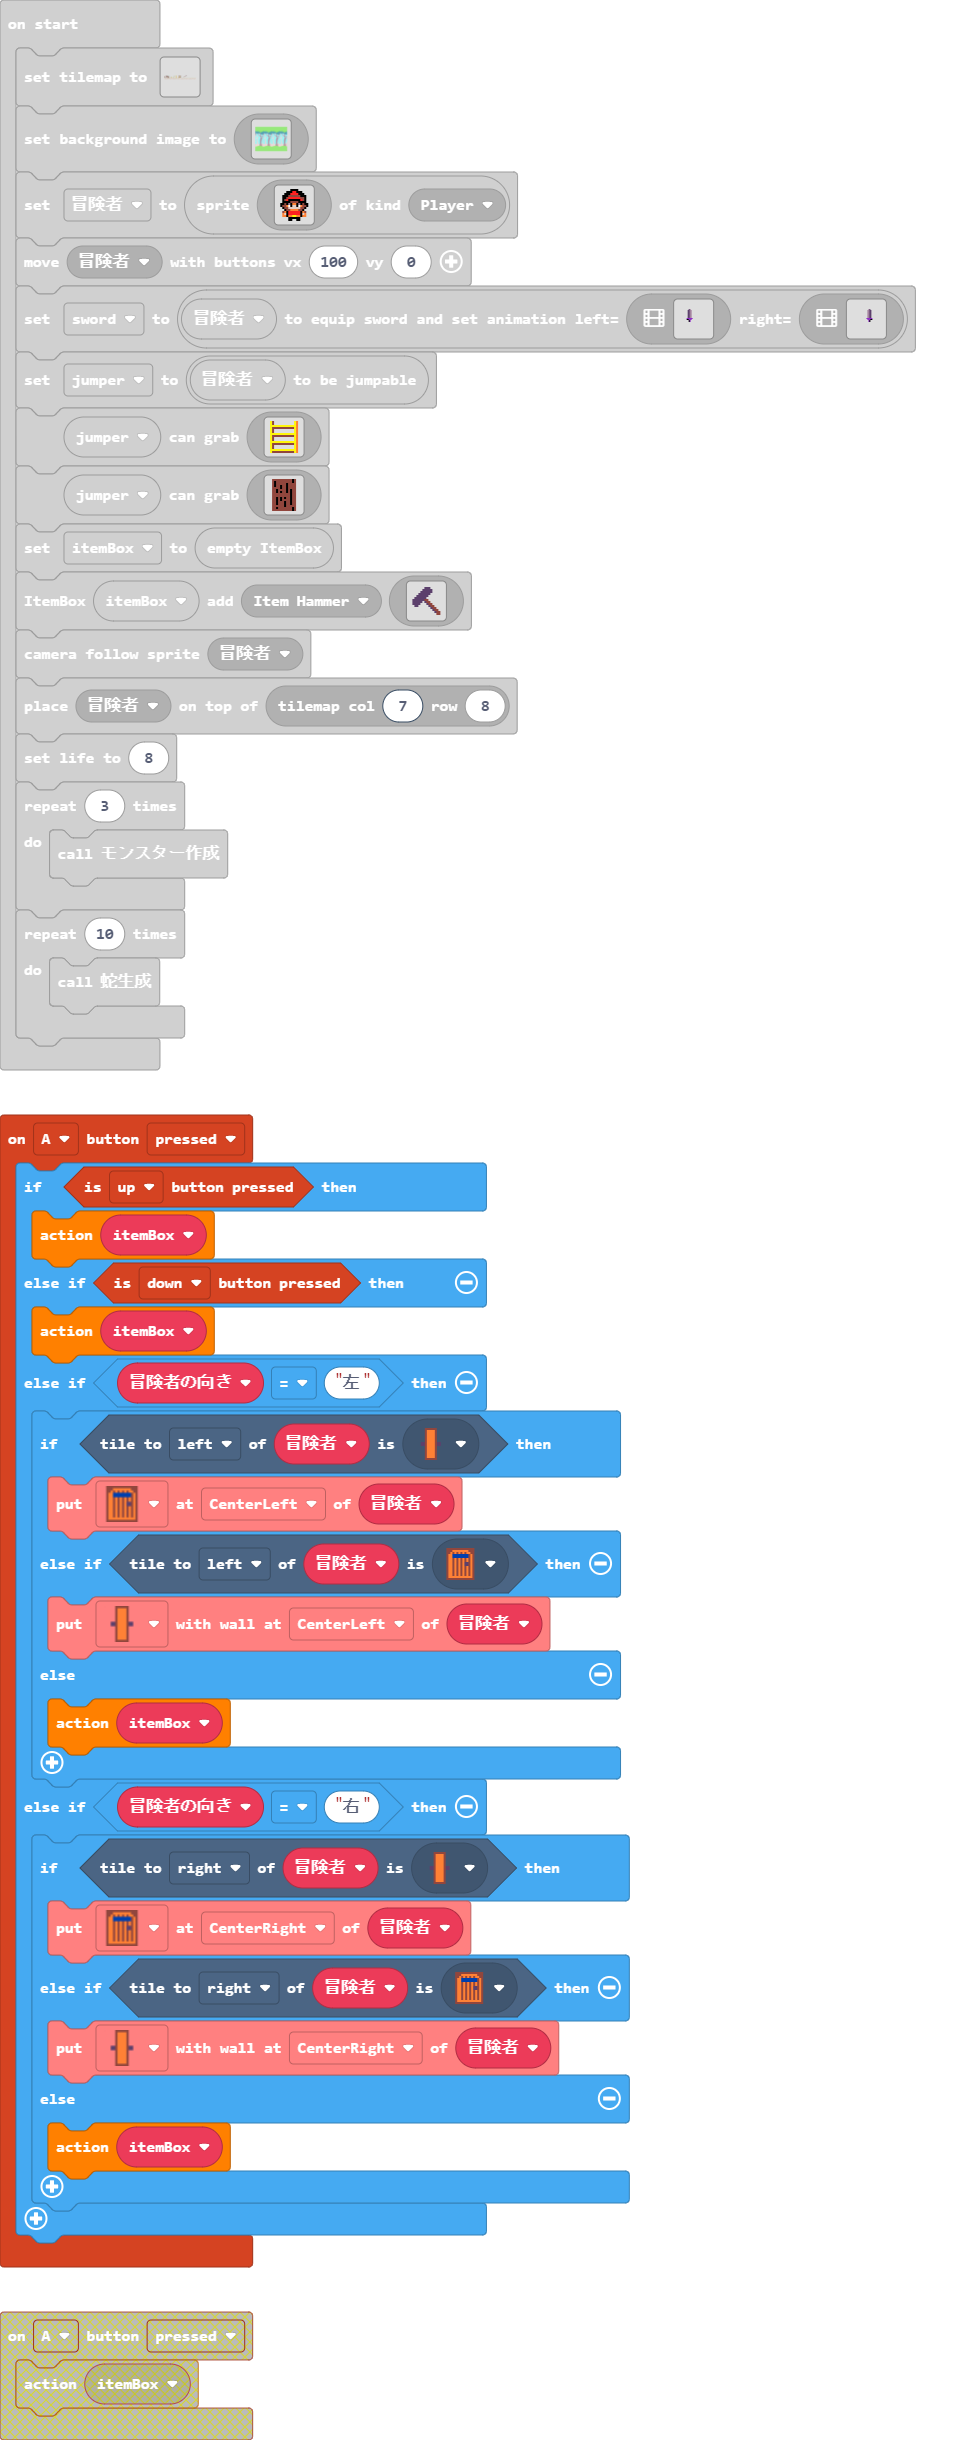 on start
set tilemap to
set background image to
set 冒険者 to sprite of kind Player
move 冒険者 with buttons vx 100 vy 0
set sword to 冒険者 to equip sword and set animation left= right=
set jumper to 冒険者 to be jumpable
jumper can grab
jumper can grab
set itemBox to empty ItemBox
ItemBox itemBox add Item Hammer
camera follow sprite 冒険者
place 冒険者 on top of tilemap col 7 row 8
set life to 8
repeat 3 times
do call モンスター作成
repeat 10 times
do call 蛇生成
on A button pressed
if is up button pressed then
action itemBox
else if is down button pressed then
action itemBox
else if 冒険者の向き = "左" then
if tile to left of 冒険者 is then
put at CenterLeft of 冒険者
else if tile to left of 冒険者 is then
put with wall at CenterLeft of 冒険者
else
action itemBox
else if 冒険者の向き = "右" then
if tile to right of 冒険者 is then
put at CenterRight of 冒険者
else if tile to right of 冒険者 is then
put with wall at CenterRight of 冒険者
else
action itemBox
on A button pressed
action itemBox